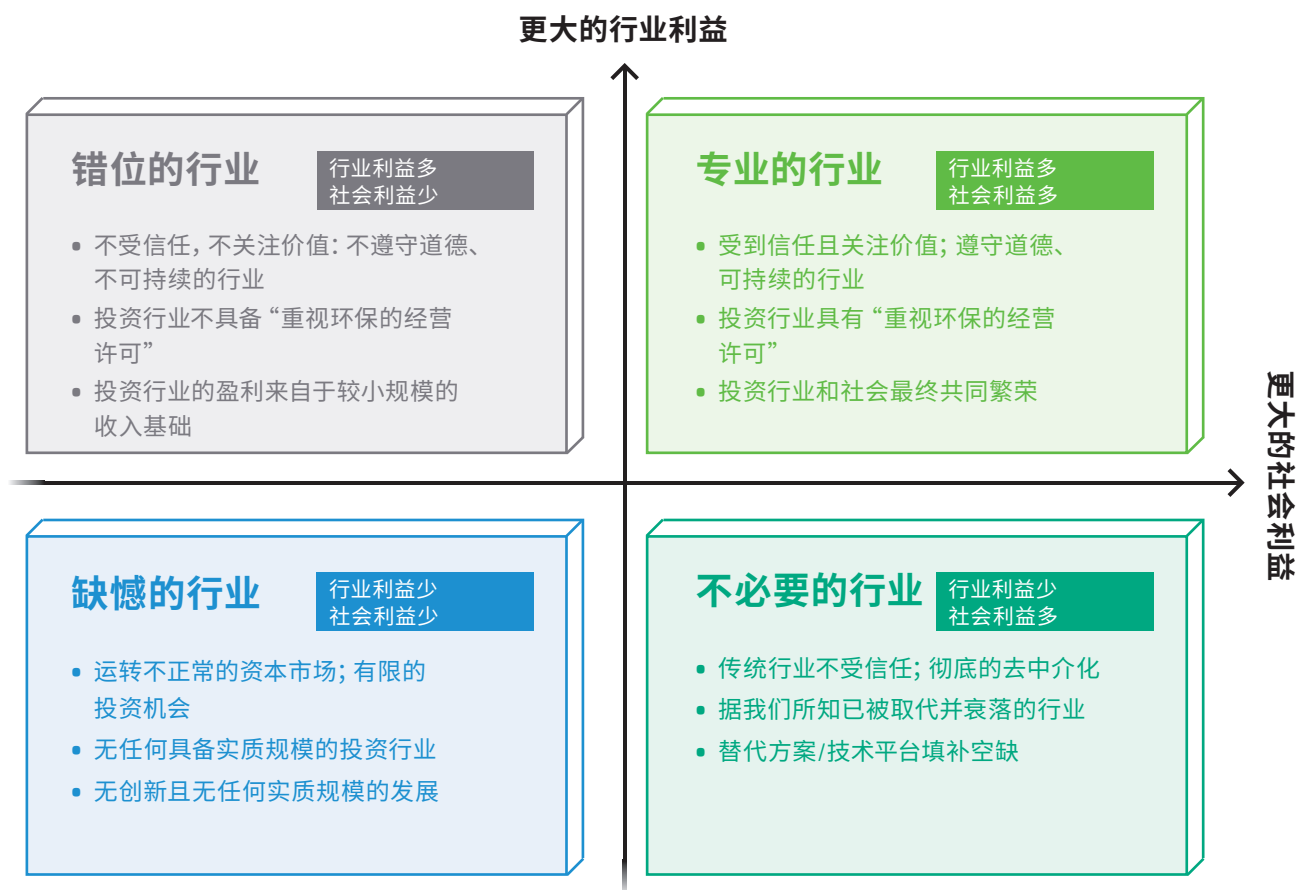 更大的行业利益
错位的行业
行业利益多
社会利益少
• 不受信任，不关注价值：不遵守道德、
不可持续的行业
• 投资行业不具备“重视环保的经营
许可”
• 投资行业的盈利来自于较小规模的
收入基础
专业的行业
行业利益多
社会利益多
• 受到信任且关注价值；遵守道德、
可持续的行业
• 投资行业具有“重视环保的经营
许可”
• 投资行业和社会最终共同繁荣
更大的社会利益
缺憾的行业
行业利益少
社会利益少
• 运转不正常的资本市场；有限的
投资机会
• 无任何具备实质规模的投资行业
• 无创新且无任何实质规模的发展
不必要的行业
行业利益少
社会利益多
• 传统行业不受信任；彻底的去中介化
• 据我们所知已被取代并衰落的行业
• 替代方案/技术平台填补空缺